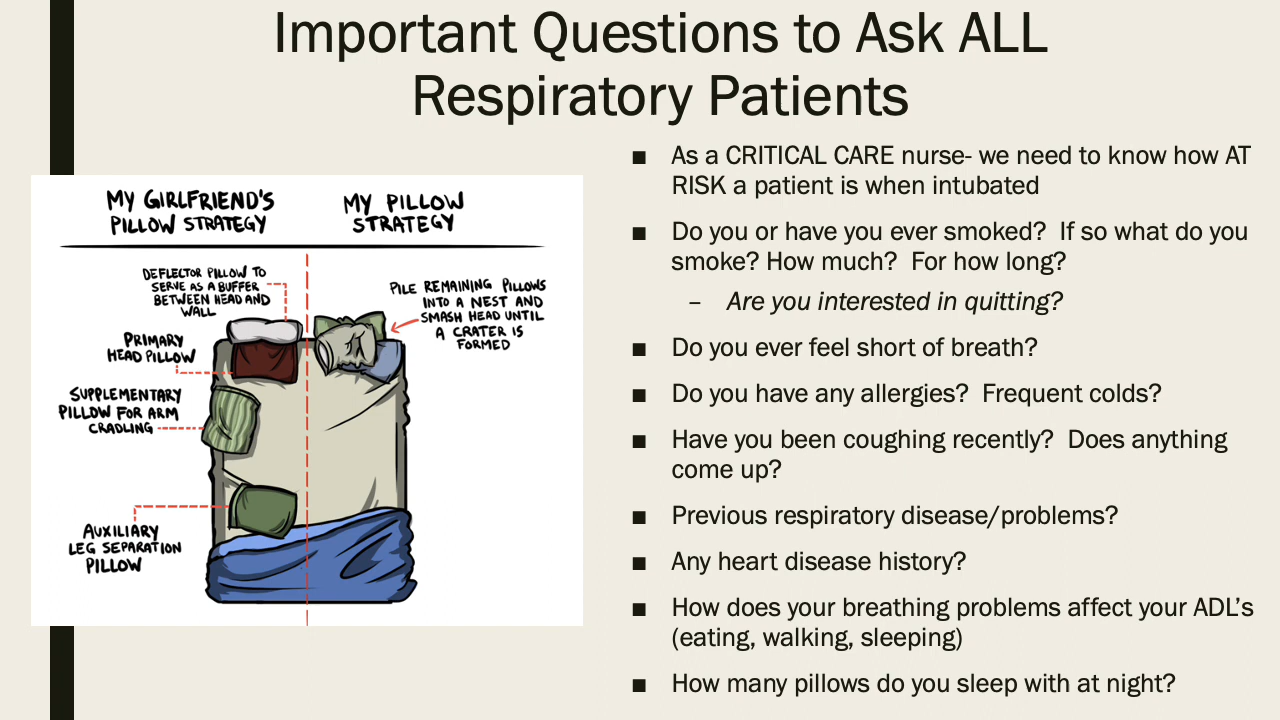 Important Questions to Ask ALL
Respiratory Patients
MY GIRLFRIEND'S
PILLOW STRATEGY
MY PILLOW
STRATEGY
DEFLECTOR PILLOW TO
SERVE AS A BUFFER
BETWEEN HEAD AND
WALL
PRIMARY
HEAD PILLOW
SUPPLEMENTARY
PILLOW FOR ARM
CRADLING
AUXILIARY
LEG SEPARATION
PILLOW
PILE REMAINING PILLOWS
INTO A NEST AND
SMASH HEAD UNTIL
A CRATER IS
FORMED
■ As a CRITICAL CARE nurse- we need to know how AT
RISK a patient is when intubated
■ Do you or have you ever smoked? If so what do you
smoke? How much? For how long?
– Are you interested in quitting?
■ Do you ever feel short of breath?
■ Do you have any allergies? Frequent colds?
■ Have you been coughing recently? Does anything
come up?
■ Previous respiratory disease/problems?
■ Any heart disease history?
■ How does your breathing problems affect your ADL’s
(eating, walking, sleeping)
■ How many pillows do you sleep with at night?